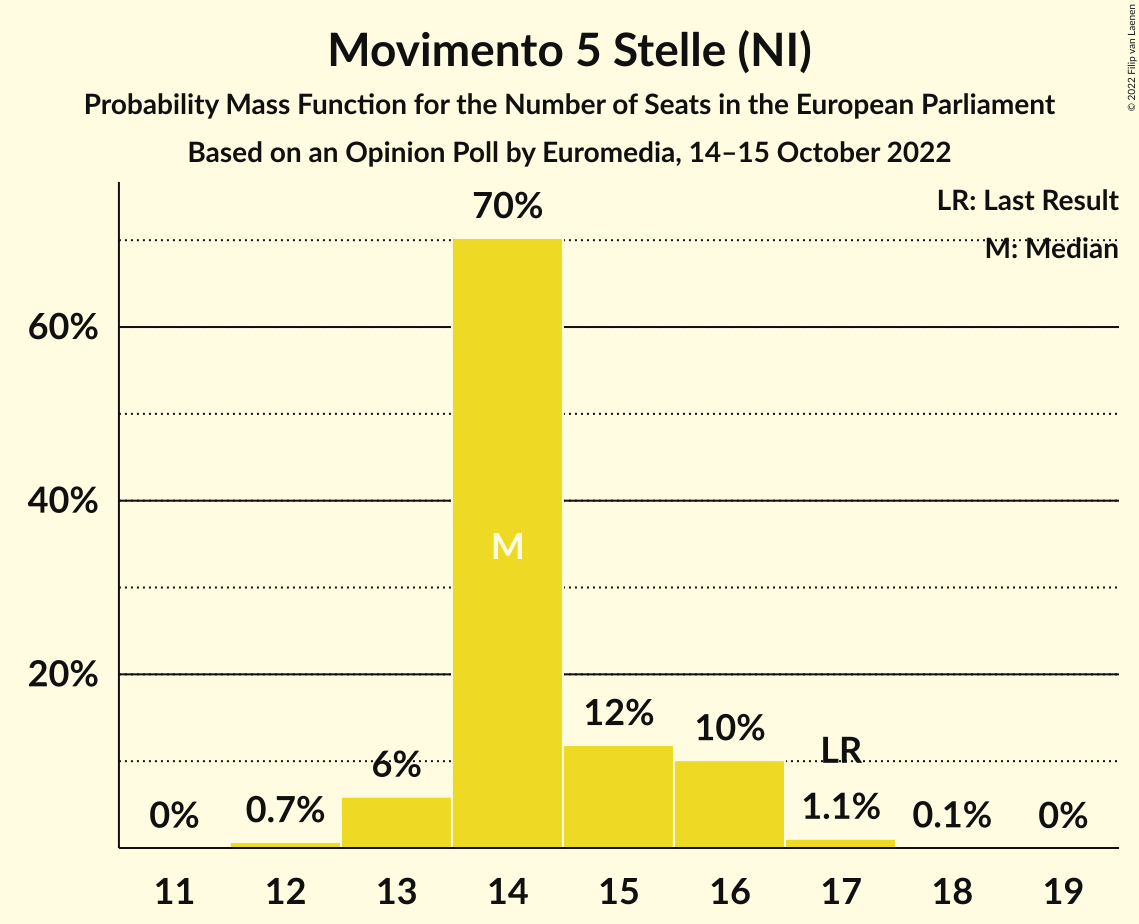 Movimento 5 Stelle (NI)
Probability Mass Function for the Number of Seats in the European Parliament
Based on an Opinion Poll by Euromedia, 14–15 October 2022
© 2022 Filip van Laenen
LR: Last Result
M: Median
70%
60%
40%
M
20%
12%
10%
LR
6%
1.1%
0.7%
0%
0.1%
0%
11 12 13 14 15 16 17 18 19